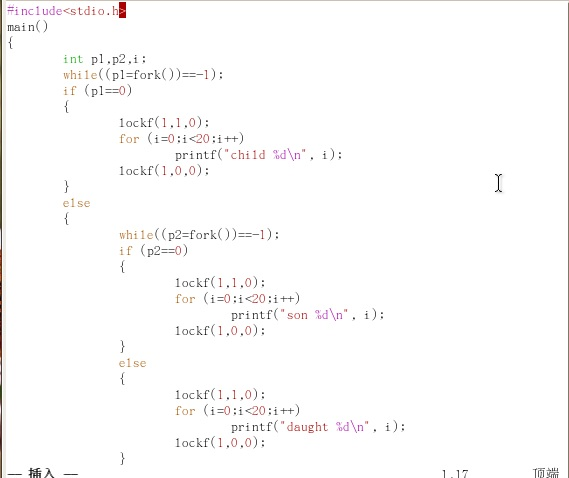 #include<stdio.h>
main()
{
int p1,p2,i;
while((p1=fork())==-1);
if (p1==0)
{
lockf(1,1,0);
for (i=0;i<20;i++)
printf("child %d\n", i);
lockf(1,0,0);
}
else
{
while((p2=fork())==-1);
if (p2==0)
{
lockf(1,1,0);
for (i=0;i<20;i++)
printf("son %d\n", i);
lockf(1,0,0);
}
else
{
lockf(1,1,0);
for (i=0;i<20;i++)
printf("daught %d\n", i);
lockf(1,0,0);
}
-- 插入 -- 1,17 顶端